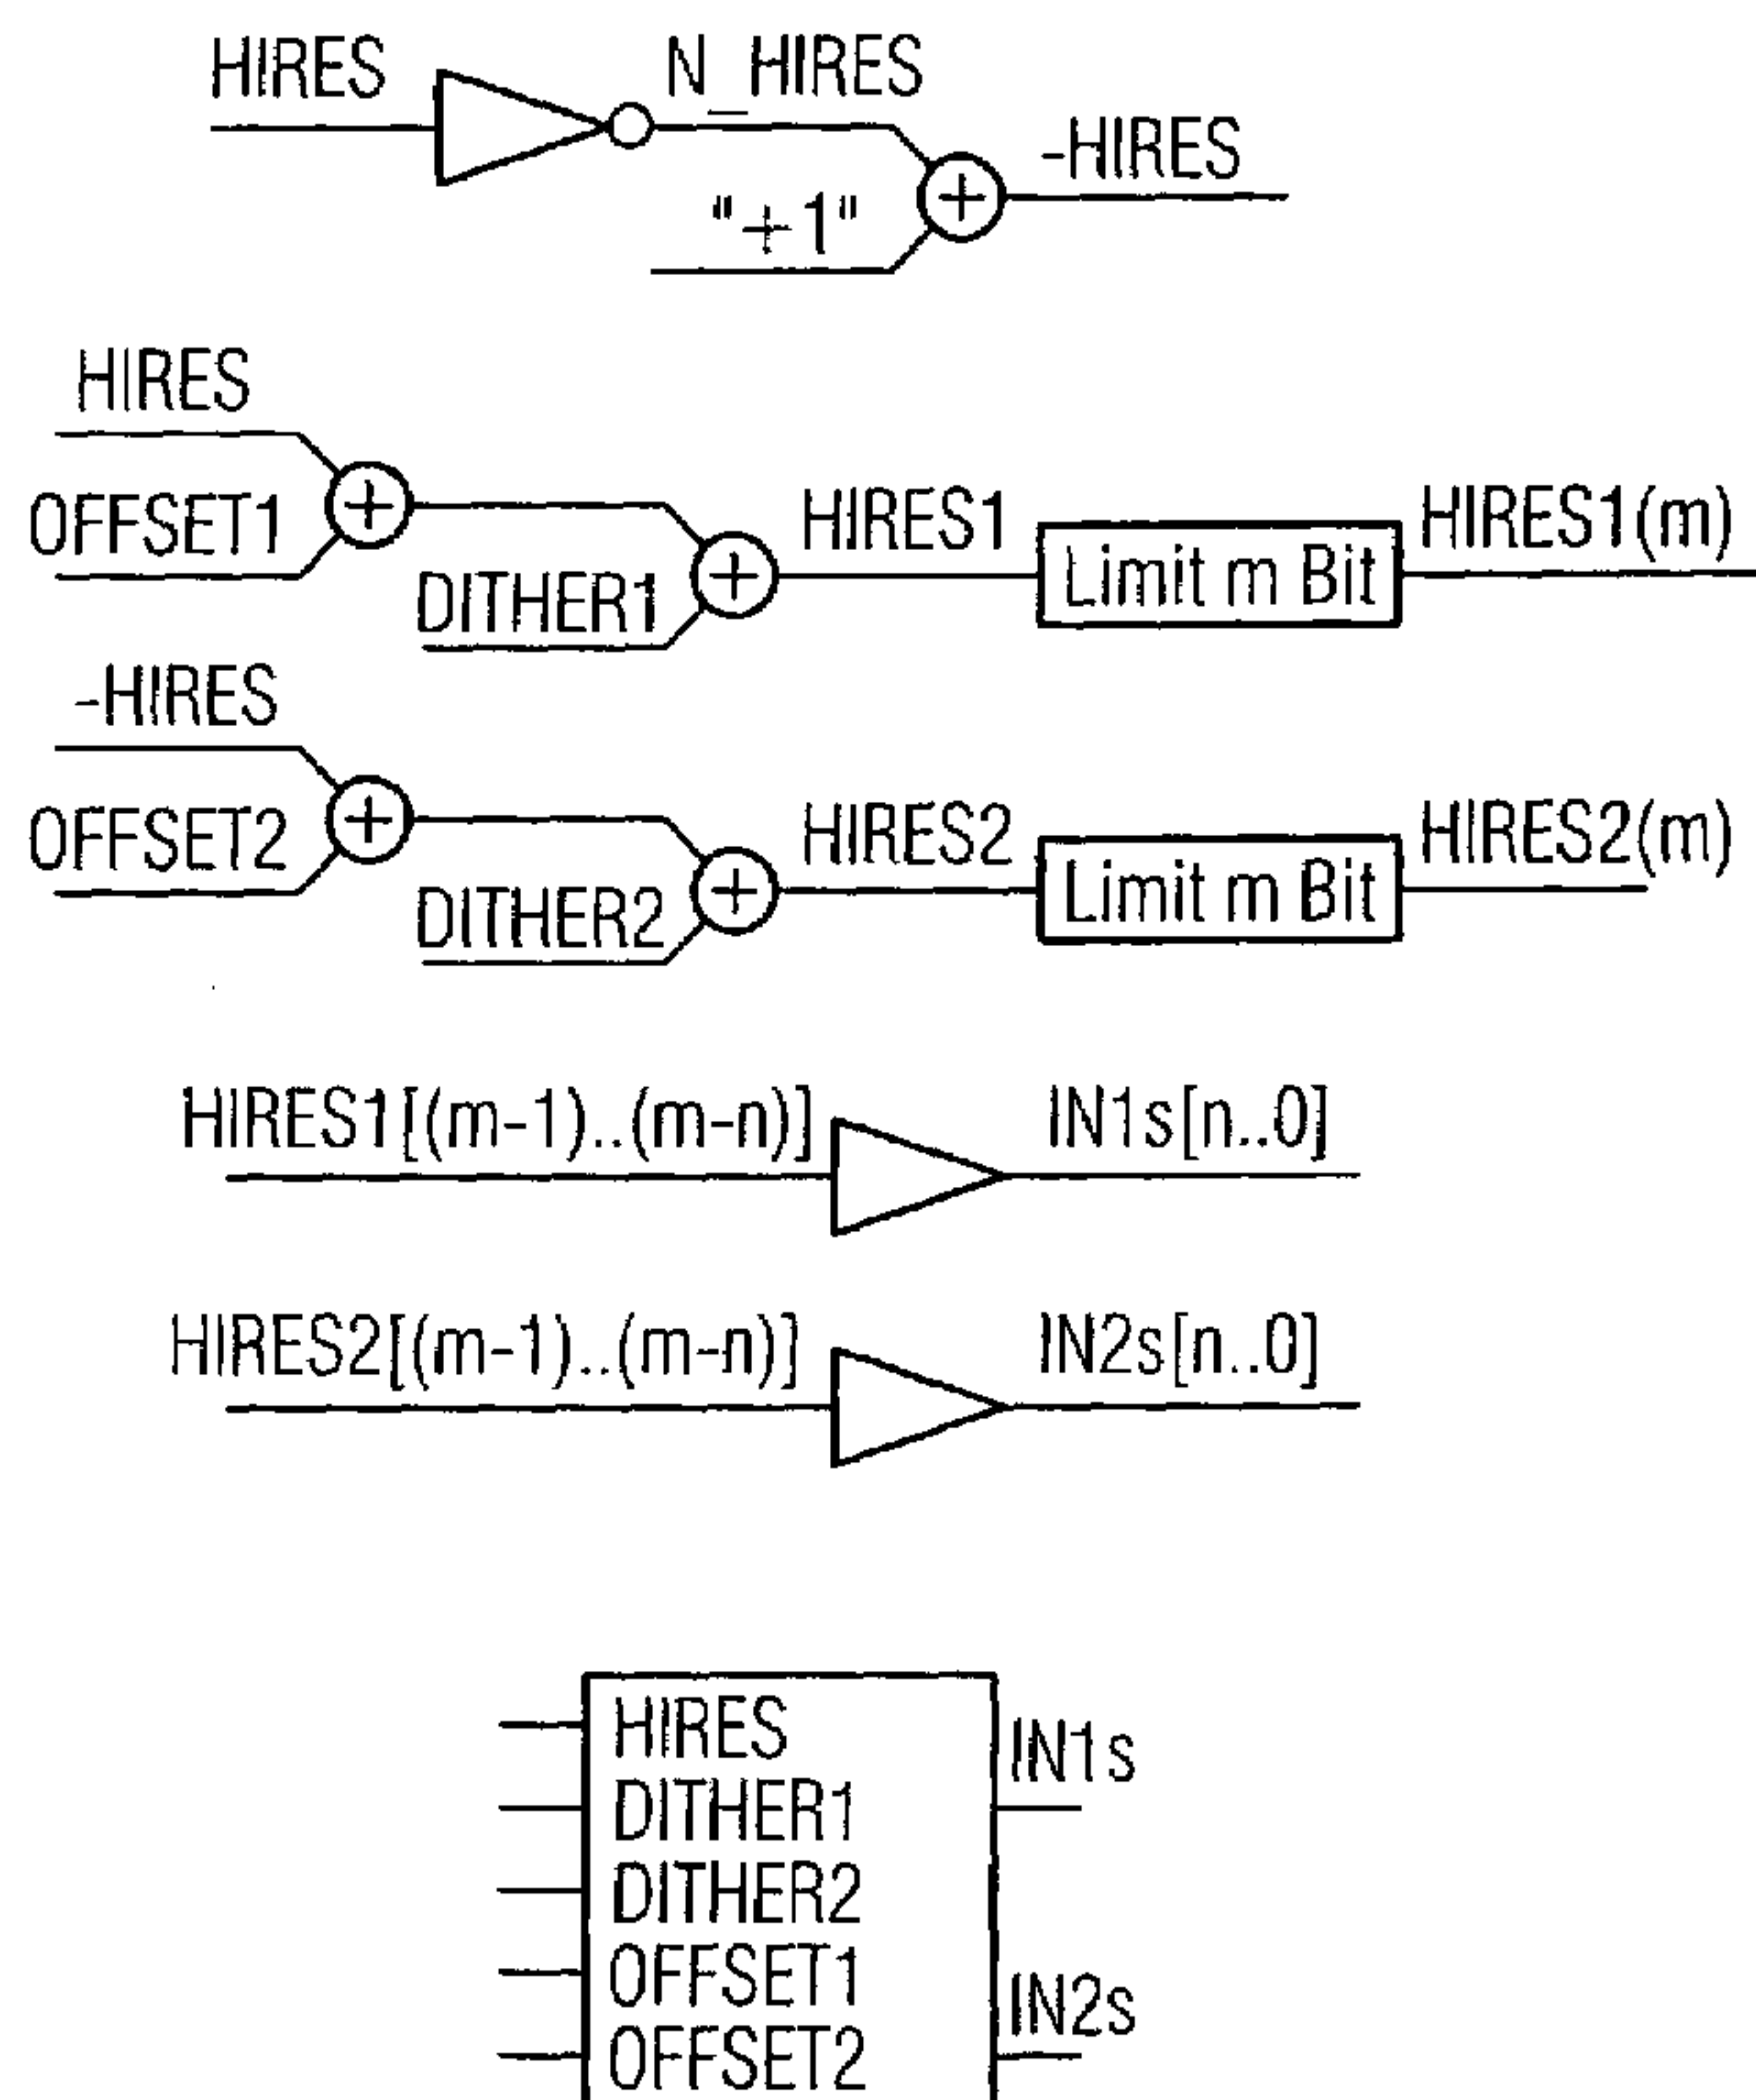 HIRES
N_HIRES
-HIRES
"+1"
HIRES
OFFSET1
DITHER1
HIRES1
Limit m Bit
HIRES1(m)
-HIRES
OFFSET2
DITHER2
HIRES2
Limit m Bit
HIRES2(m)
HIRES1[(m-1)..(m-n)]
IN1s[n..0]
HIRES2[(m-1)..(m-n)]
IN2s[n..0]
HIRES
DITHER1
DITHER2
OFFSET1
OFFSET2
IN1s
IN2s